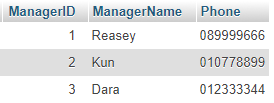 ManagerID ManagerName Phone
1 Reasey 089999666
2 Kun 010778899
3 Dara 012333344